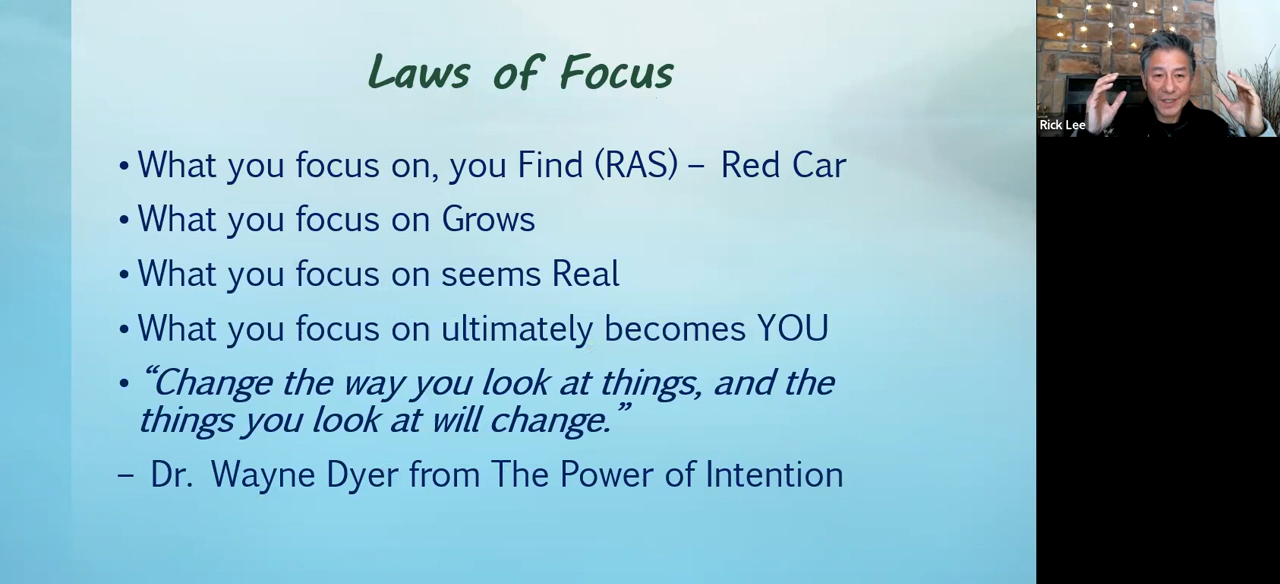 Laws of Focus
• What you focus on, you Find (RAS) – Red Car
• What you focus on Grows
• What you focus on seems Real
• What you focus on ultimately becomes YOU
• “Change the way you look at things, and the
things you look at will change.”
– Dr. Wayne Dyer from The Power of Intention
Rick Lee